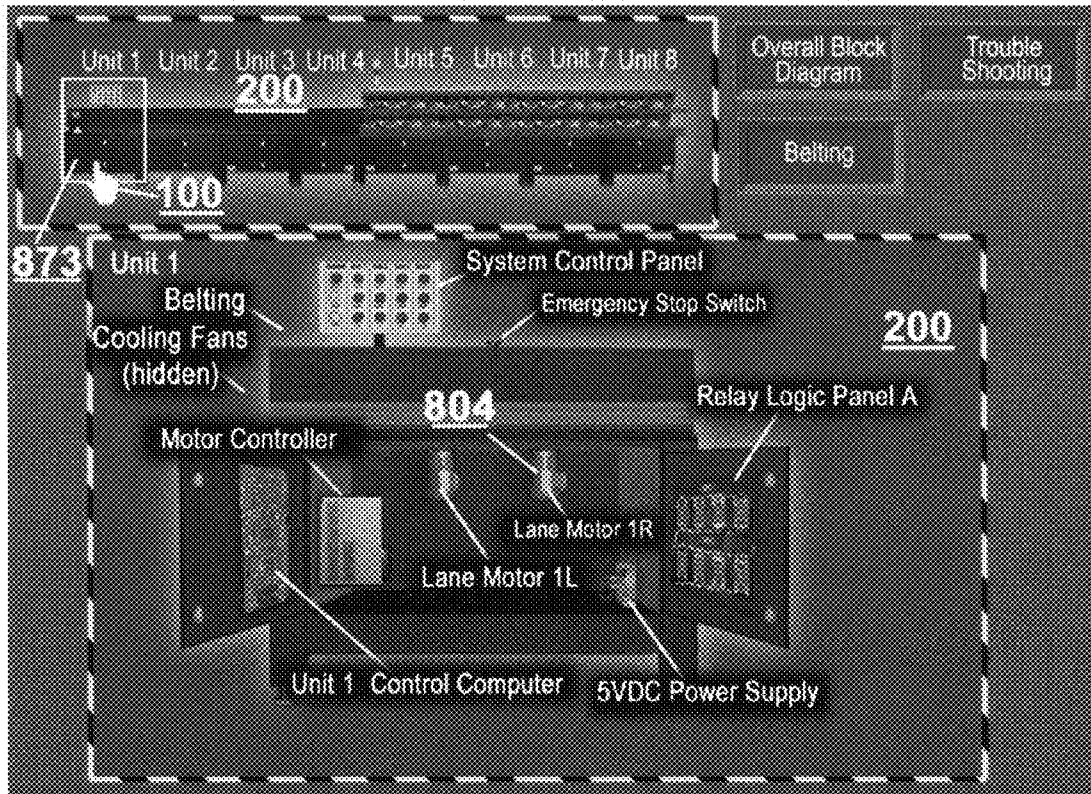 Unit 1 Unit 2 Unit 3 Unit 4 Unit 5 Unit 6 Unit 7 Unit 8
200
100
873
Overall Block
Diagram
Trouble
Shooting
Belting
Unit 1
System Control Panel
Belting
Emergency Stop Switch
Cooling Fans
(hidden)
200
804
Relay Logic Panel A
Motor Controller
Lane Motor 1R
Lane Motor 1L
Unit 1 Control Computer
5VDC Power Supply